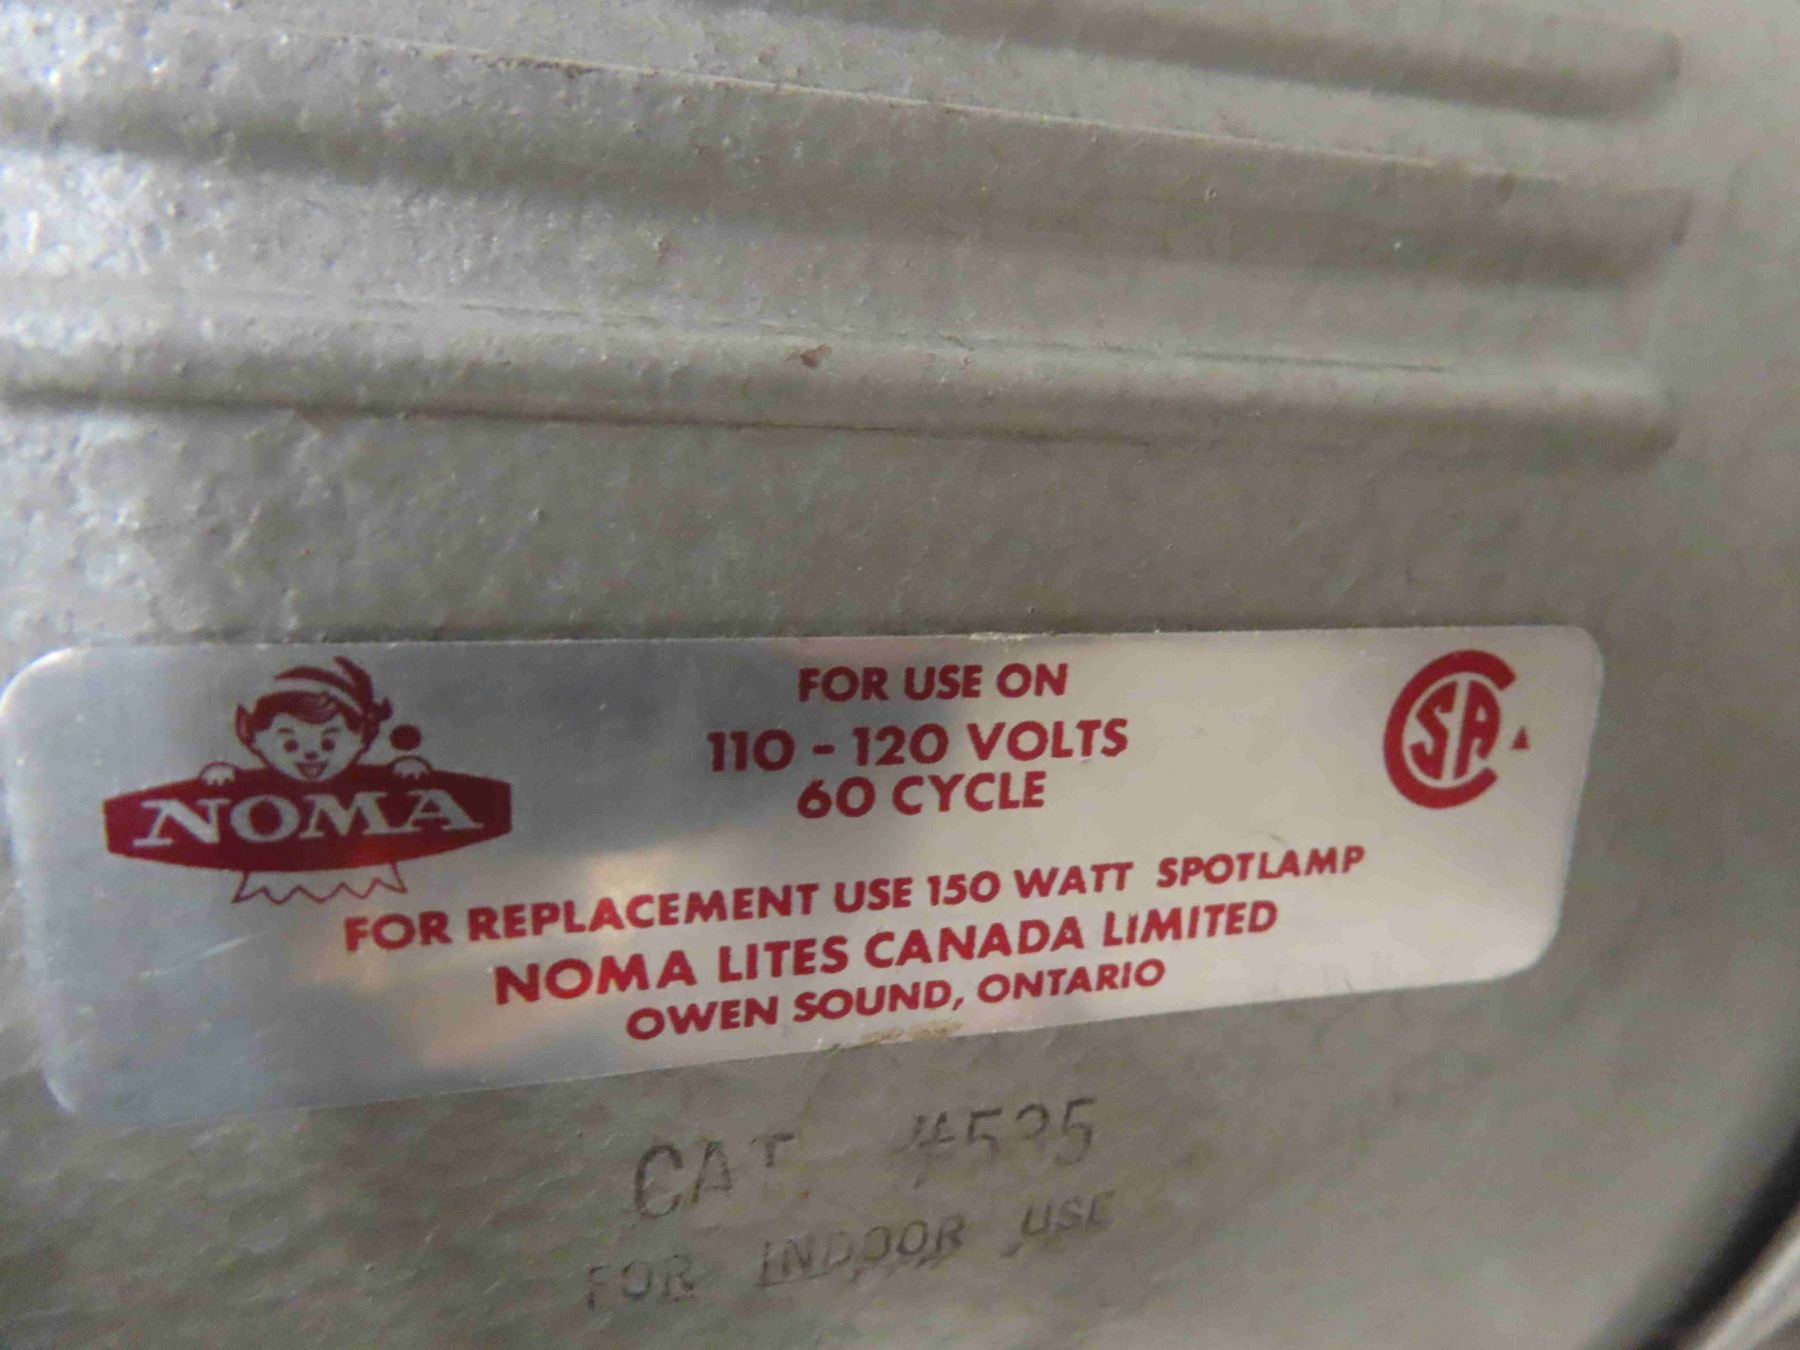 NOMA
FOR USE ON
110 - 120 VOLTS
60 CYCLE
CSA
FOR REPLACEMENT USE 150 WATT SPOTLAMP
NOMA LITES CANADA LIMITED
OWEN SOUND, ONTARIO
CAT. #535
FOR INDOOR USE